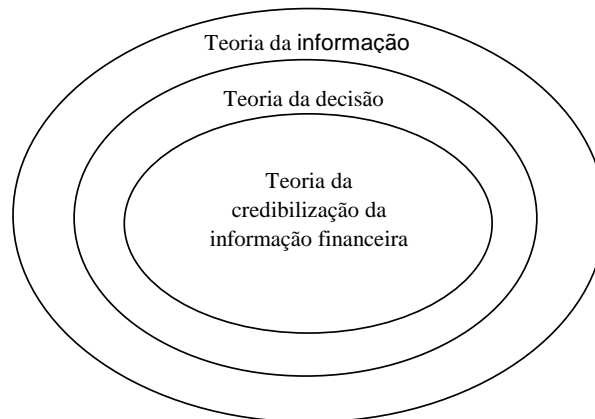 Teoria da informação
Teoria da decisão
Teoria da
credibilização da
informação financeira